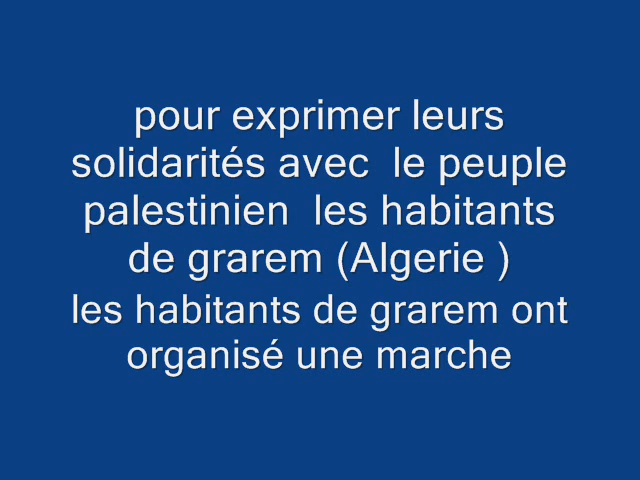 pour exprimer leurs
solidarités avec  le peuple
palestinien  les habitants
de grarem (Algerie )
les habitants de grarem ont
organisé une marche